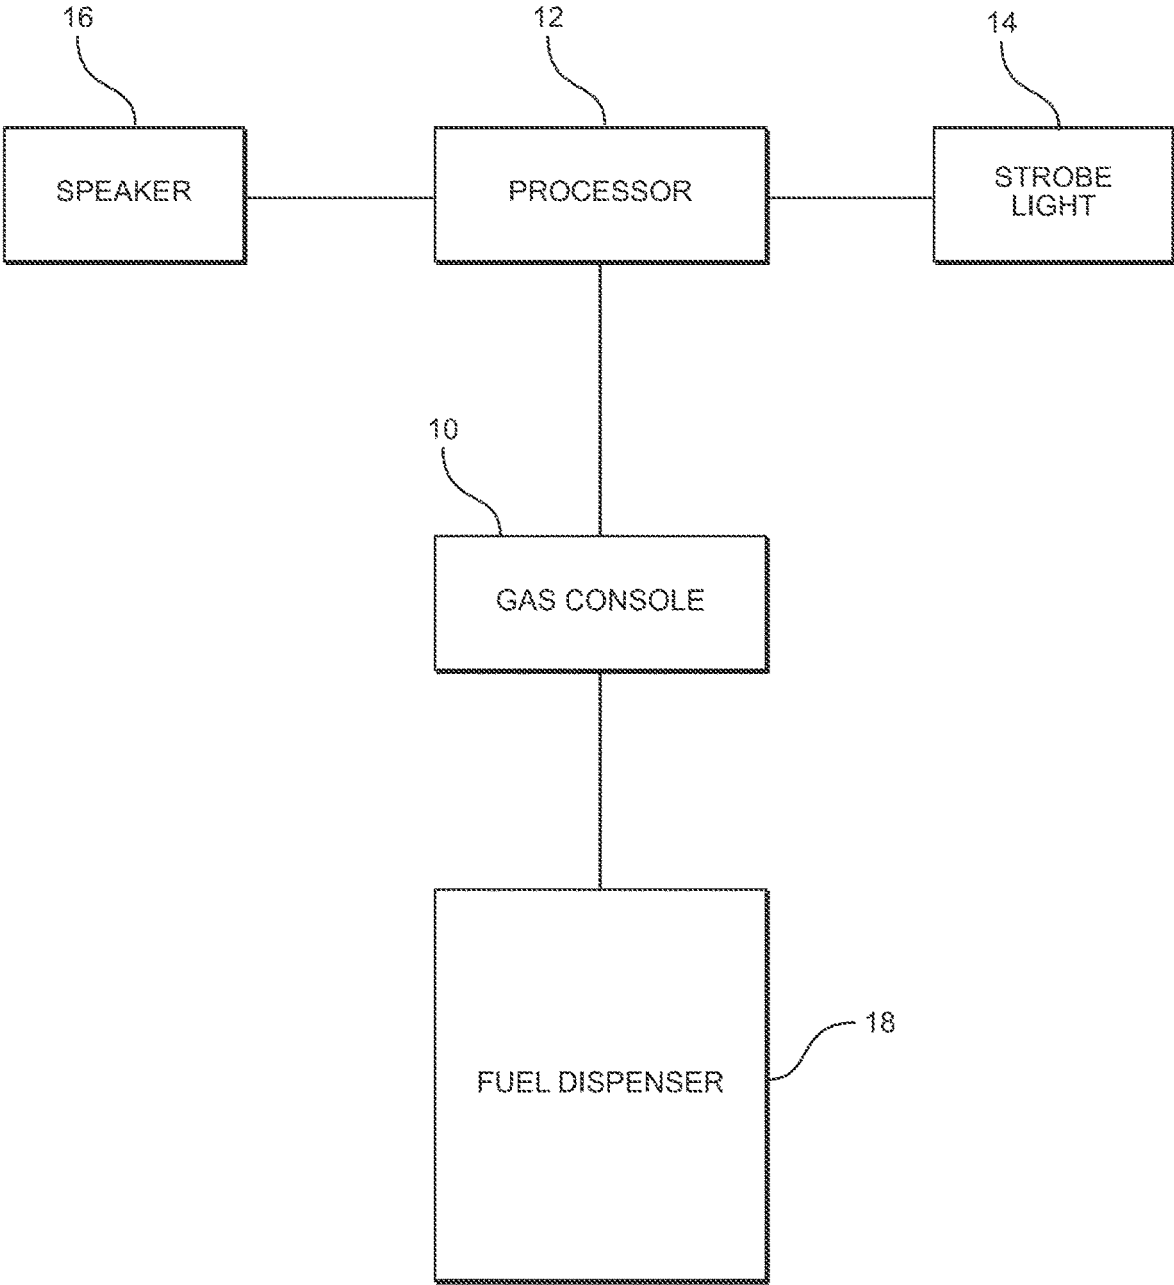 16
12
14
SPEAKER
PROCESSOR
STROBE
LIGHT
10
GAS CONSOLE
18
FUEL DISPENSER